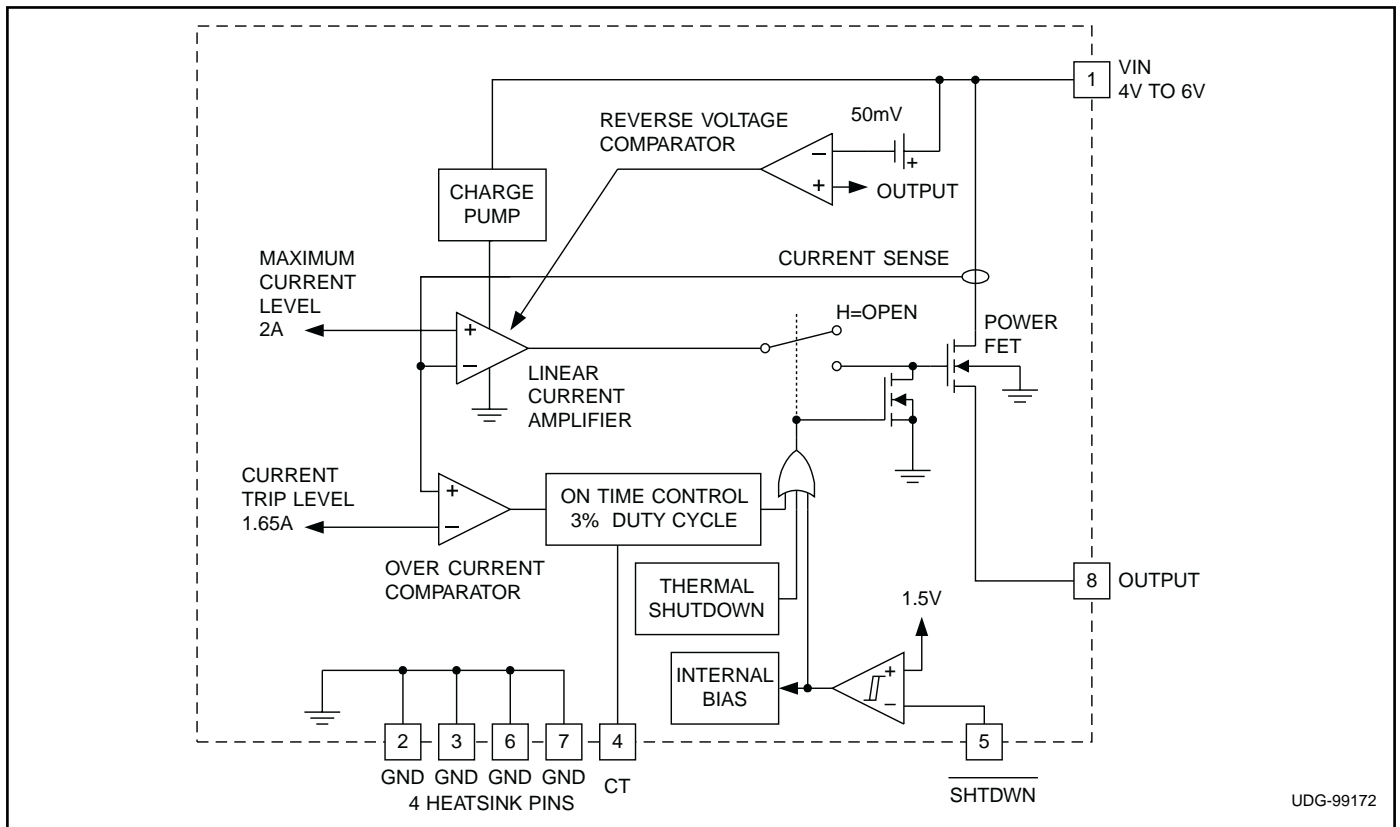 1
VIN
4V TO 6V
50mV
REVERSE VOLTAGE
COMPARATOR
−
+
+
OUTPUT
CHARGE
PUMP
CURRENT SENSE
MAXIMUM
CURRENT
LEVEL
2A
+
−
H=OPEN
POWER
FET
LINEAR
CURRENT
AMPLIFIER
CURRENT
TRIP LEVEL
1.65A
+
−
ON TIME CONTROL
3% DUTY CYCLE
OVER CURRENT
COMPARATOR
THERMAL
SHUTDOWN
8
OUTPUT
1.5V
INTERNAL
BIAS
+
−
2
3
6
7
4
5
GND
GND
GND
GND
CT
4 HEATSINK PINS
SHTDWN
UDG-99172